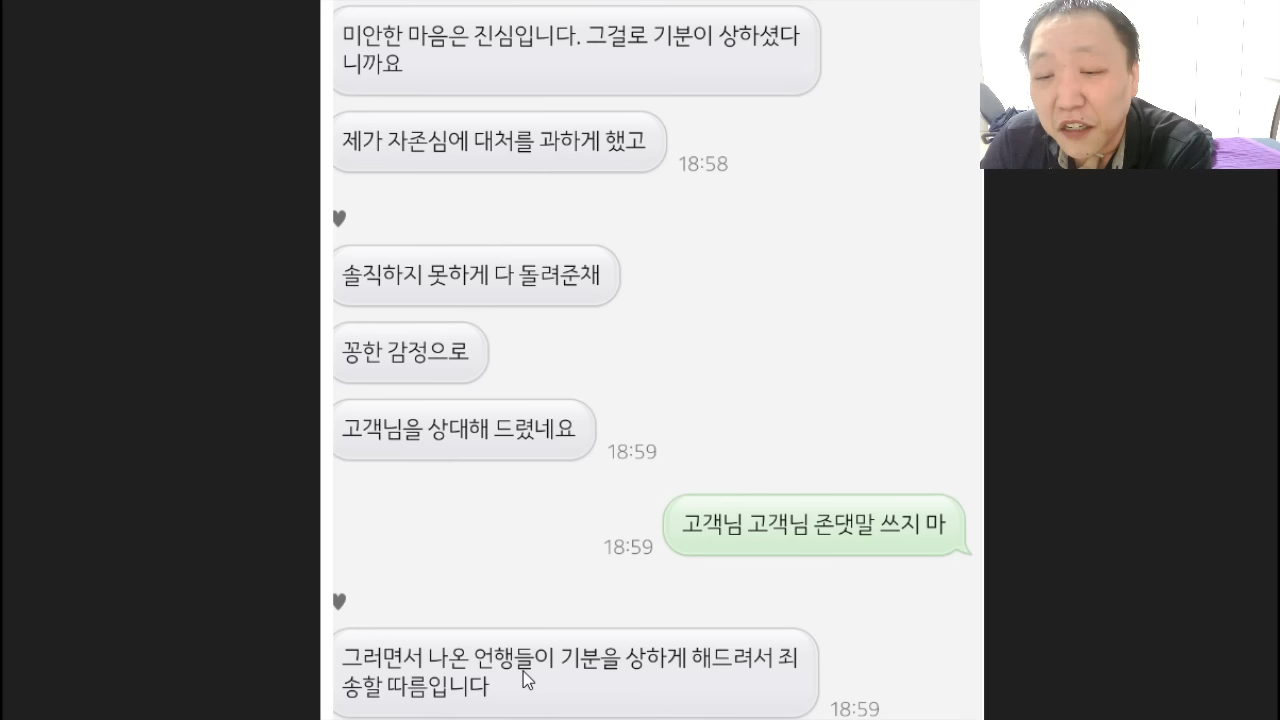 미안한 마음은 진심입니다. 그걸로 기분이 상하셨다
니까요
제가 자존심에 대처를 과하게 했고
18:58
솔직하지 못하게 다 돌려준채
꽁한 감정으로
고객님을 상대해 드렸네요
18:59
고객님 고객님 존댓말 쓰지 마
18:59
그러면서 나온 언행들이 기분을 상하게 해드려서 죄
송할 따름입니다
18:59